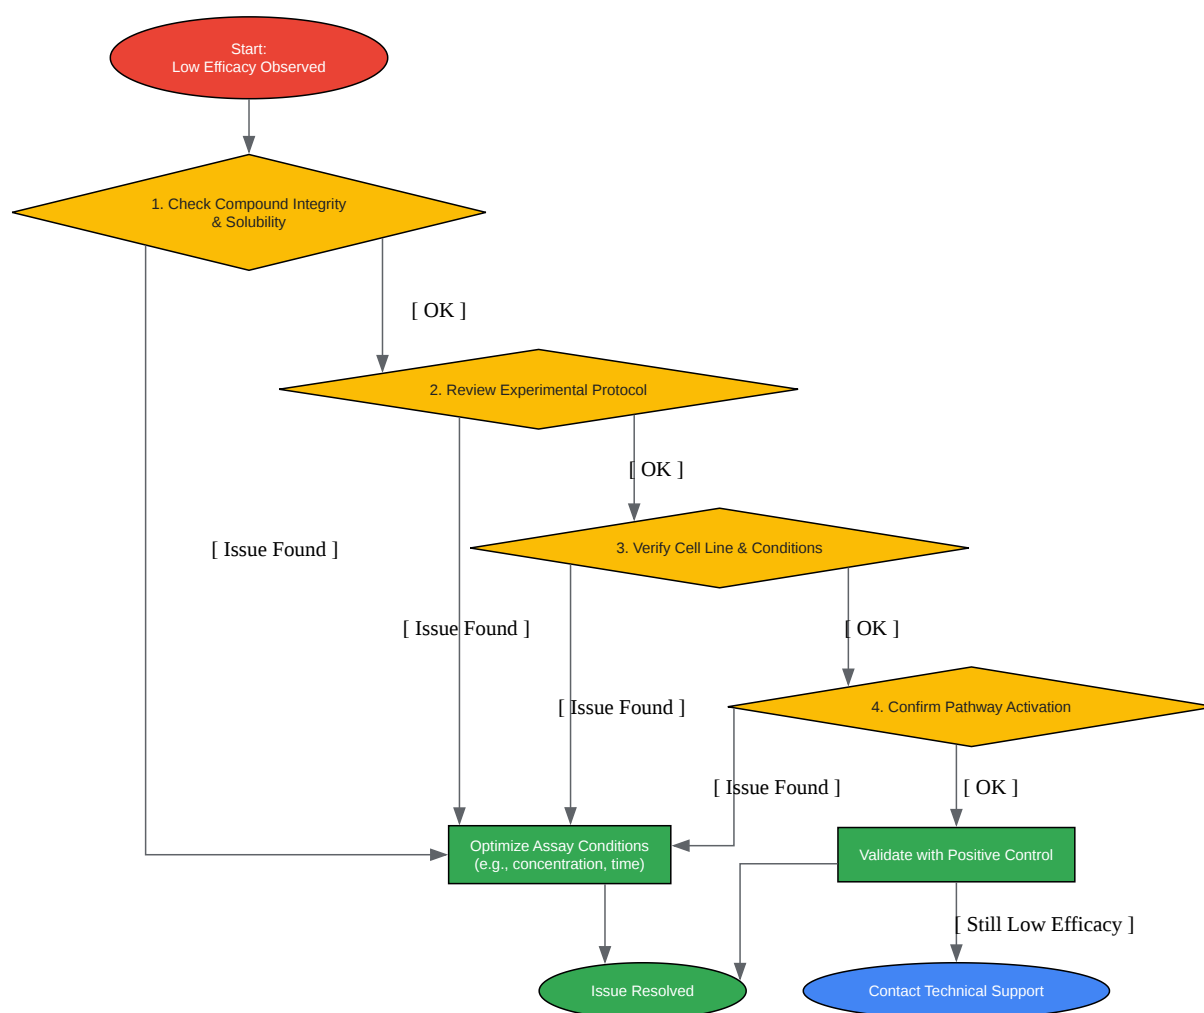 Start:
Low Efficacy Observed
1. Check Compound Integrity
& Solubility
[ OK ]
2. Review Experimental Protocol
[ OK ]
[ Issue Found ]
3. Verify Cell Line & Conditions
[ Issue Found ]
[ OK ]
[ Issue Found ]
4. Confirm Pathway Activation
[ Issue Found ]
[ OK ]
Optimize Assay Conditions
(e.g., concentration, time)
Validate with Positive Control
[ Still Low Efficacy ]
Issue Resolved
Contact Technical Support